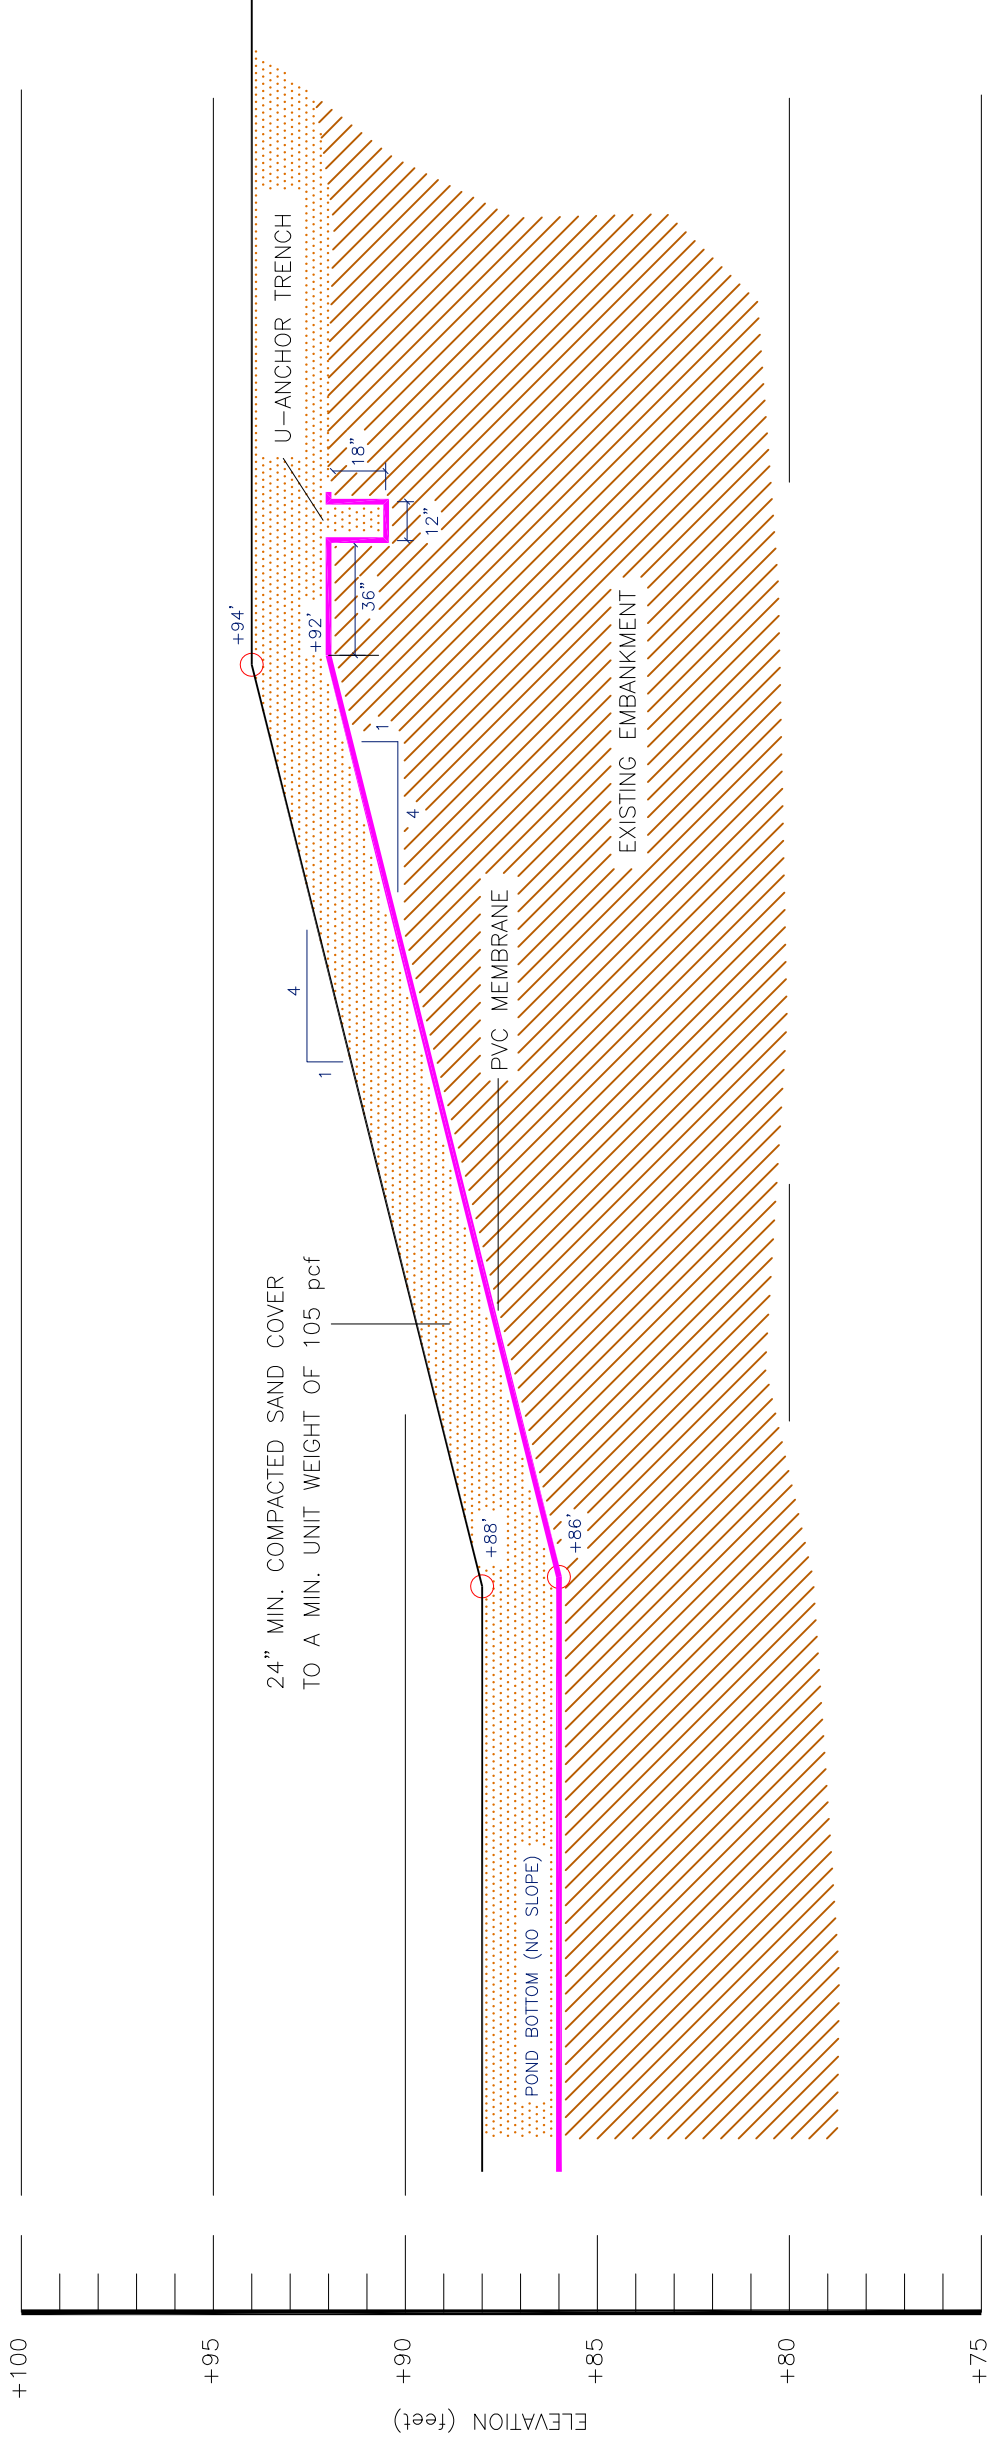 ELEVATION (feet)
+100
+95
+90
+85
+80
+75
24” MIN. COMPACTED SAND COVER
TO A MIN. UNIT WEIGHT OF 105 pcf
POND BOTTOM (NO SLOPE)
+88’
+86’
1
4
PVC MEMBRANE
4
1
EXISTING EMBANKMENT
+94’
+92’
36”
12”
18”
U-ANCHOR TRENCH